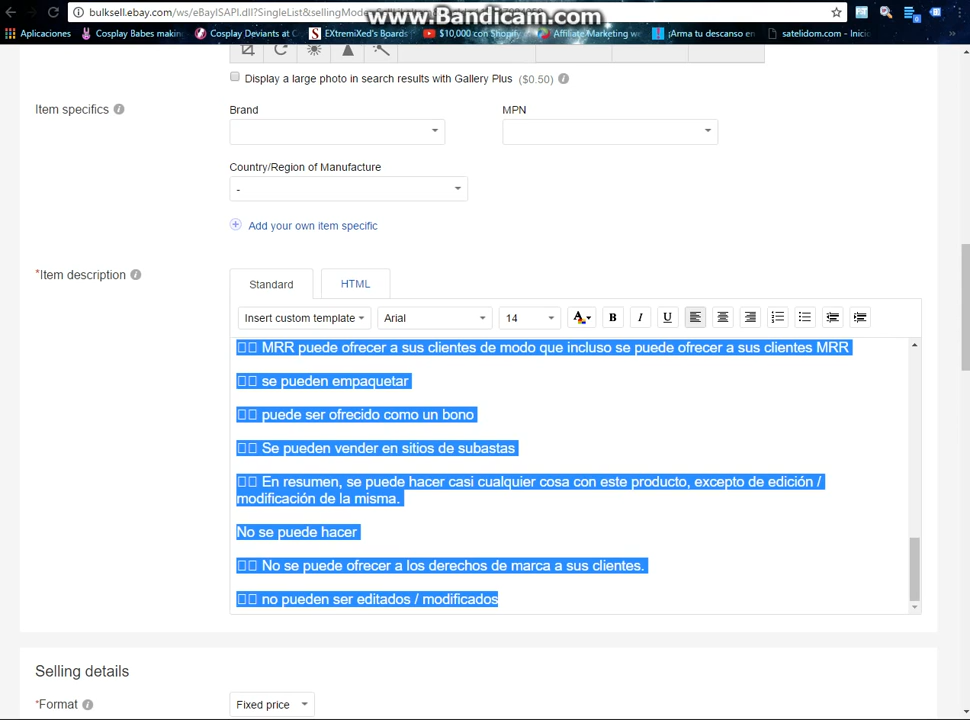 www.Bandicam.com
bulksell.ebay.com/ws/eBayISAPI.dll?SingleList&sellingMode
Aplicaciones Cosplay Babes makin Cosplay Deviants at EXtremiXed's Boards $10,000 con Shopify Affiliate Marketing we ¡Arma tu descanso en satelidom.com - Inicio »
Display a large photo in search results with Gallery Plus ($0.50)
Item specifics
Brand MPN
Country/Region of Manufacture
-
Add your own item specific
*Item description
Standard HTML
Insert custom template Arial 14 A B I U
□□ MRR puede ofrecer a sus clientes de modo que incluso se puede ofrecer a sus clientes MRR
□□ se pueden empaquetar
□□ puede ser ofrecido como un bono
□□ Se pueden vender en sitios de subastas
□□ En resumen, se puede hacer casi cualquier cosa con este producto, excepto de edición /
modificación de la misma.
No se puede hacer
□□ No se puede ofrecer a los derechos de marca a sus clientes.
□□ no pueden ser editados / modificados
Selling details
*Format Fixed price